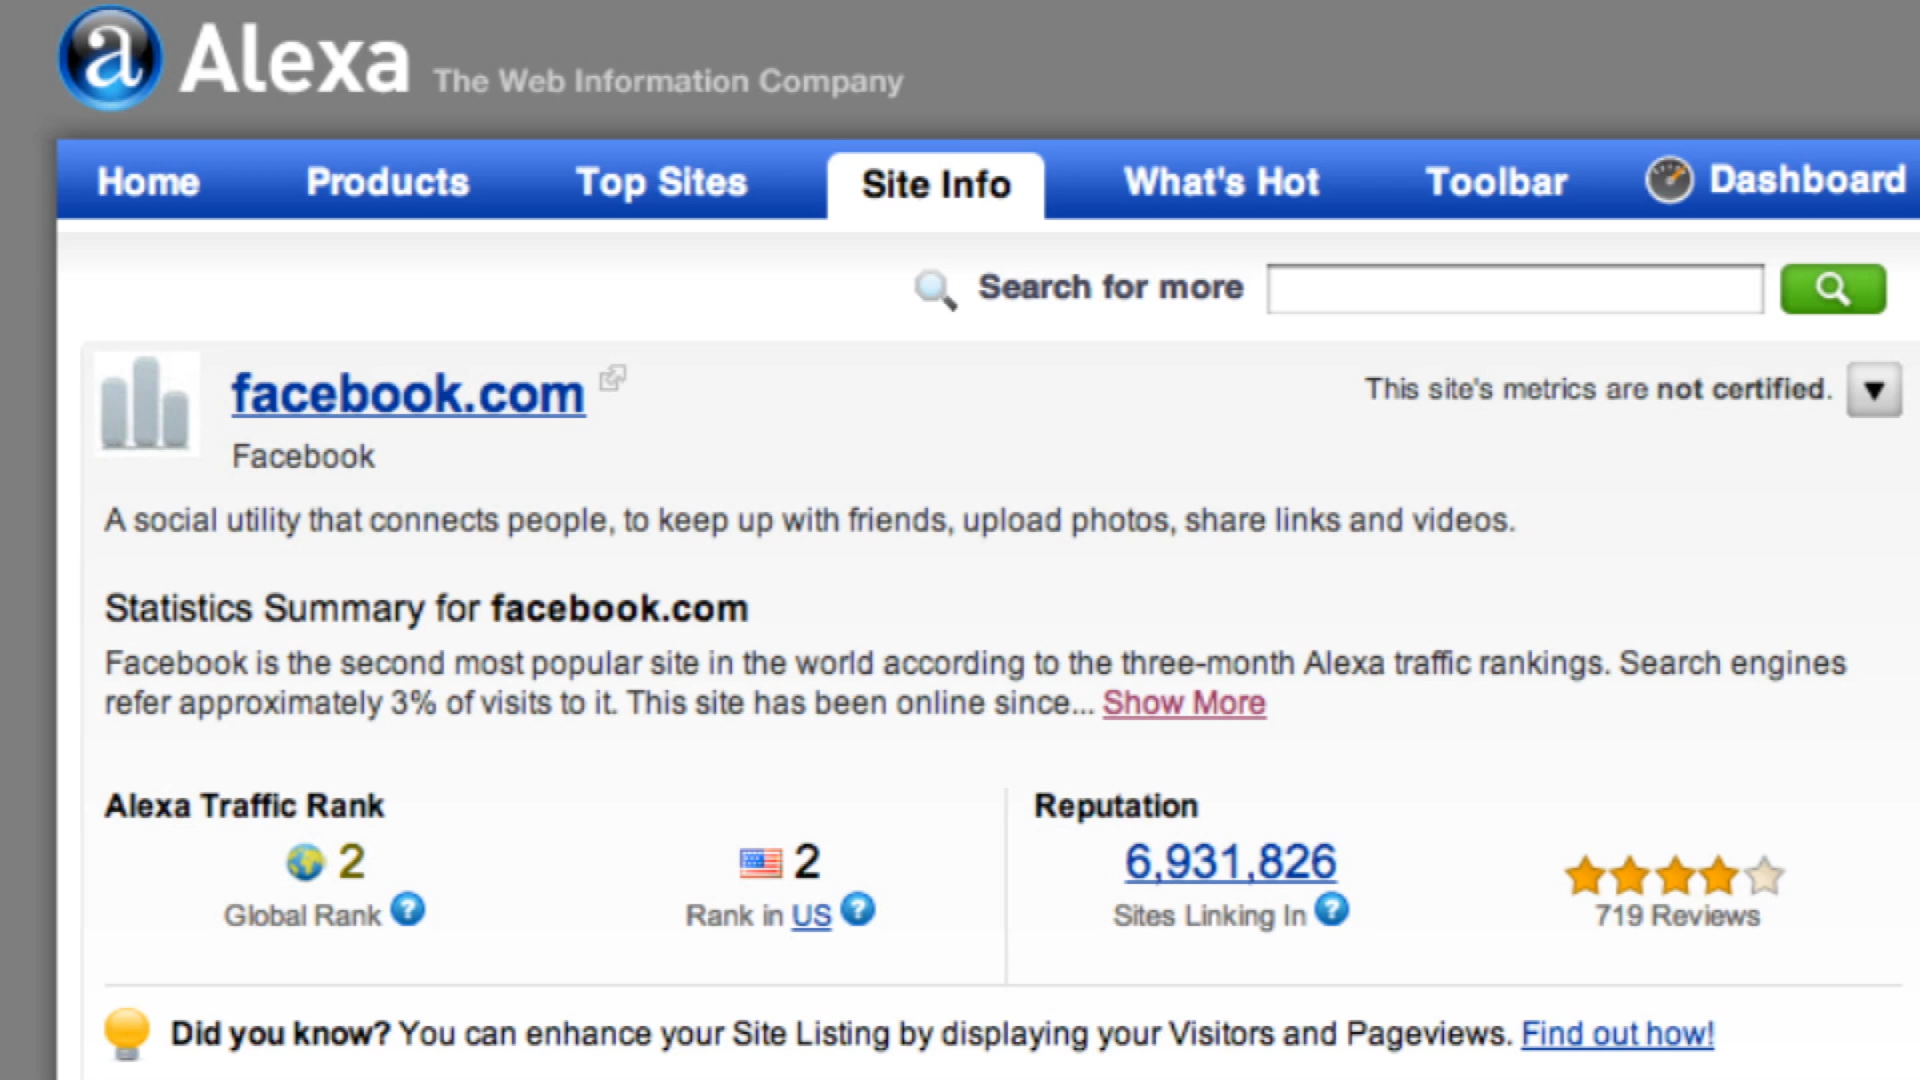 a Alexa The Web Information Company
Home Products Top Sites Site Info What's Hot Toolbar Dashboard
Search for more
facebook.com
This site's metrics are not certified.
Facebook
A social utility that connects people, to keep up with friends, upload photos, share links and videos.
Statistics Summary for facebook.com
Facebook is the second most popular site in the world according to the three-month Alexa traffic rankings. Search engines
refer approximately 3% of visits to it. This site has been online since... Show More
Alexa Traffic Rank
2
Global Rank ?
2
Rank in US ?
Reputation
6,931,826
Sites Linking In ?
719 Reviews
Did you know? You can enhance your Site Listing by displaying your Visitors and Pageviews. Find out how!